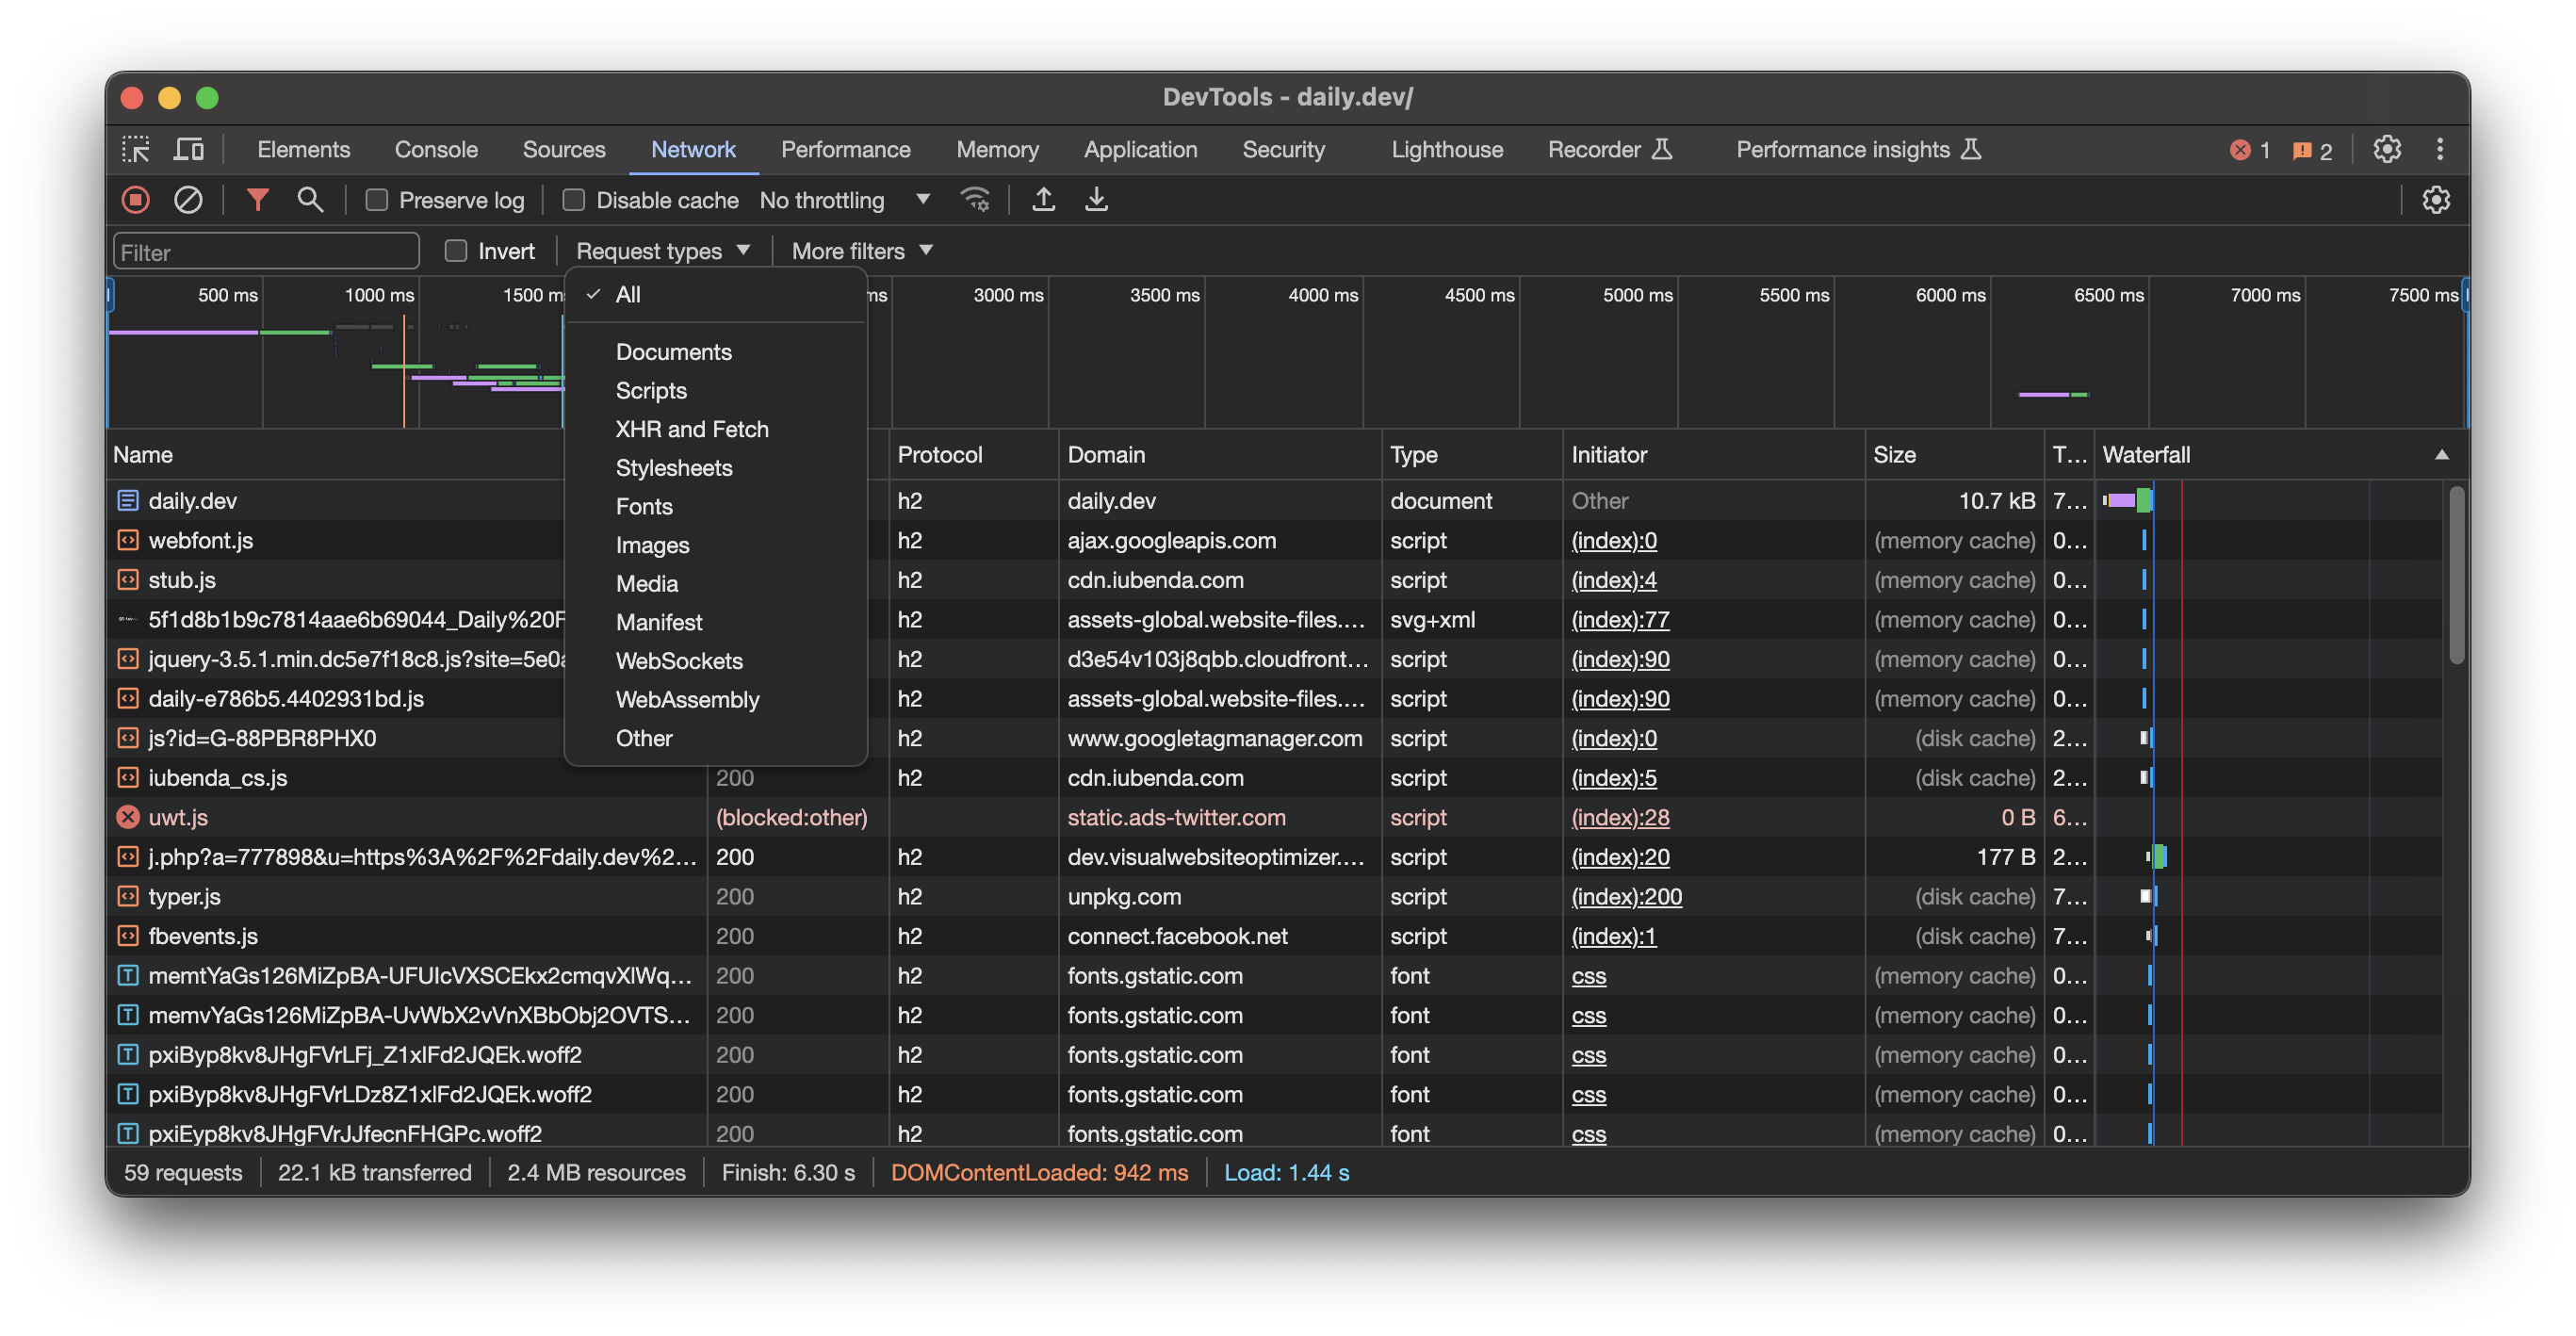 DevTools - daily.dev/
Elements Console Sources Network Performance Memory Application Security Lighthouse Recorder Performance insights 1 2
Preserve log Disable cache No throttling
Filter Invert Request types More filters
500 ms 1000 ms 1500 m ms 3000 ms 3500 ms 4000 ms 4500 ms 5000 ms 5500 ms 6000 ms 6500 ms 7000 ms 7500 ms
All
Documents
Scripts
XHR and Fetch
Stylesheets
Fonts
Images
Media
Manifest
WebSockets
WebAssembly
Other
Name Protocol Domain Type Initiator Size T... Waterfall
daily.dev h2 daily.dev document Other 10.7 kB 7...
webfont.js h2 ajax.googleapis.com script (index):0 (memory cache) 0...
stub.js h2 cdn.iubenda.com script (index):4 (memory cache) 0...
5f1d8b1b9c7814aae6b69044_Daily%20F h2 assets-global.website-files.... svg+xml (index):77 (memory cache) 0...
jquery-3.5.1.min.dc5e7f18c8.js?site=5e0a h2 d3e54v103j8qbb.cloudfront... script (index):90 (memory cache) 0...
daily-e786b5.4402931bd.js h2 assets-global.website-files.... script (index):90 (memory cache) 0...
js?id=G-88PBR8PHX0 h2 www.googletagmanager.com script (index):0 (disk cache) 2...
iubenda_cs.js 200 h2 cdn.iubenda.com script (index):5 (disk cache) 2...
uwt.js (blocked:other) static.ads-twitter.com script (index):28 0 B 6...
j.php?a=777898&u=https%3A%2F%2Fdaily.dev%2... 200 h2 dev.visualwebsiteoptimizer.... script (index):20 177 B 2...
typer.js 200 h2 unpkg.com script (index):200 (disk cache) 7...
fbevents.js 200 h2 connect.facebook.net script (index):1 (disk cache) 7...
memtYaGs126MiZpBA-UFUIcVXSCEkx2cmqvXlWq... 200 h2 fonts.gstatic.com font css (memory cache) 0...
memvYaGs126MiZpBA-UvWbX2vVnXBbObj2OVTS... 200 h2 fonts.gstatic.com font css (memory cache) 0...
pxiByp8kv8JHgFVrLFj_Z1xlFd2JQEk.woff2 200 h2 fonts.gstatic.com font css (memory cache) 0...
pxiByp8kv8JHgFVrLDz8Z1xlFd2JQEk.woff2 200 h2 fonts.gstatic.com font css (memory cache) 0...
pxiEyp8kv8JHgFVrJJfecnFHGPc.woff2 200 h2 fonts.gstatic.com font css (memory cache) 0...
59 requests 22.1 kB transferred 2.4 MB resources Finish: 6.30 s DOMContentLoaded: 942 ms Load: 1.44 s